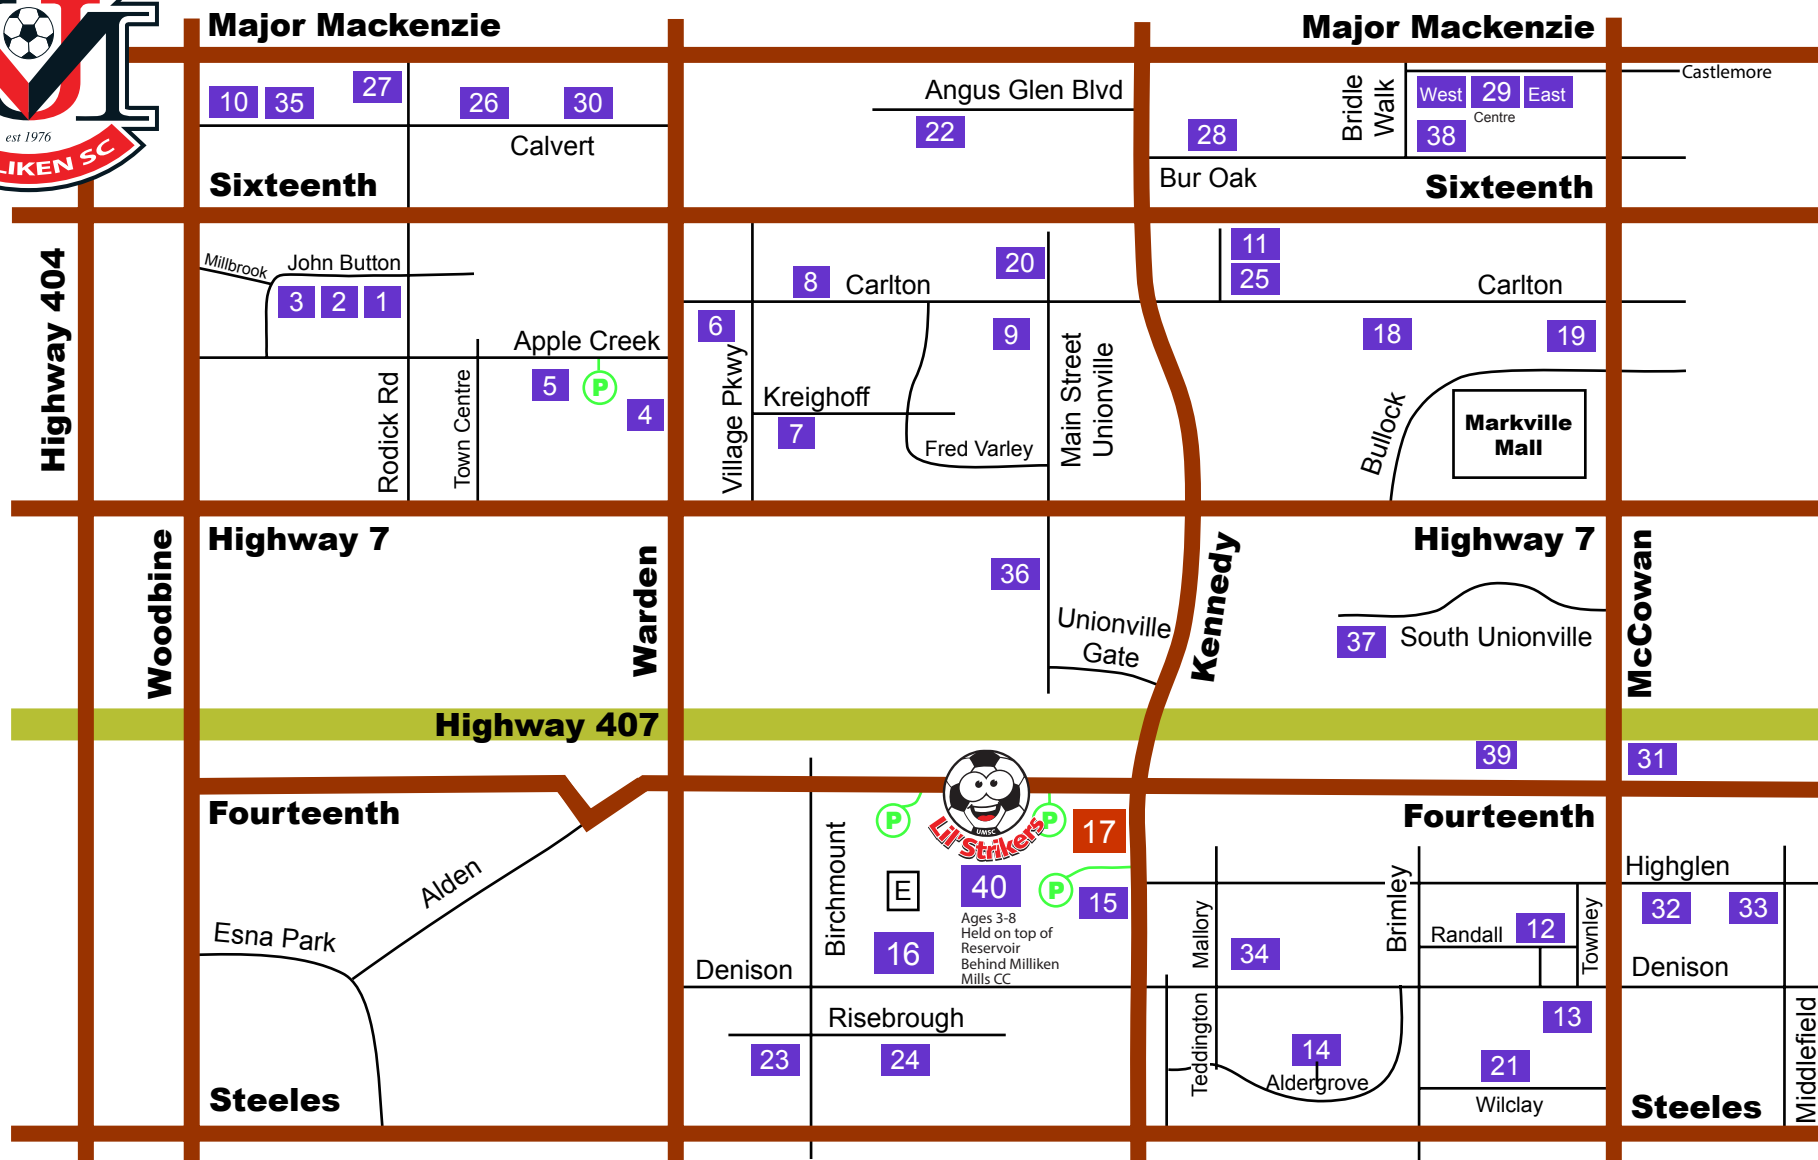 UM
est 1976
LIKEN SC
Major Mackenzie
Major Mackenzie
Castlemore
10
35
27
26
30
Calvert
Angus Glen Blvd
22
28
Bridle
Walk
West
29
East
Centre
38
Bur Oak
Sixteenth
Sixteenth
Highway 404
Millbrook
John Button
3
2
1
Apple Creek
5
P
4
Rodick Rd
Town Centre
6
Village Pkwy
8
Carlton
20
9
Kreighoff
7
Fred Varley
Main Street
Unionville
11
25
Carlton
18
19
Bullock
Markville
Mall
Woodbine
Highway 7
Warden
36
Unionville
Gate
Kennedy
Highway 7
37
South Unionville
McCowan
Highway 407
39
31
Fourteenth
Fourteenth
Alden
Esna Park
Birchmount
P
UMSC
Lil' Strikers
P
17
E
40
P
15
Ages 3-8
Held on top of
Reservoir
Behind Milliken
Mills CC
16
Denison
Risebrough
23
24
Mallory
34
Teddington
14
Aldergrove
Brimley
Randall
12
Townley
13
21
Wilclay
Highglen
32
33
Denison
Middlefield
Steeles
Steeles